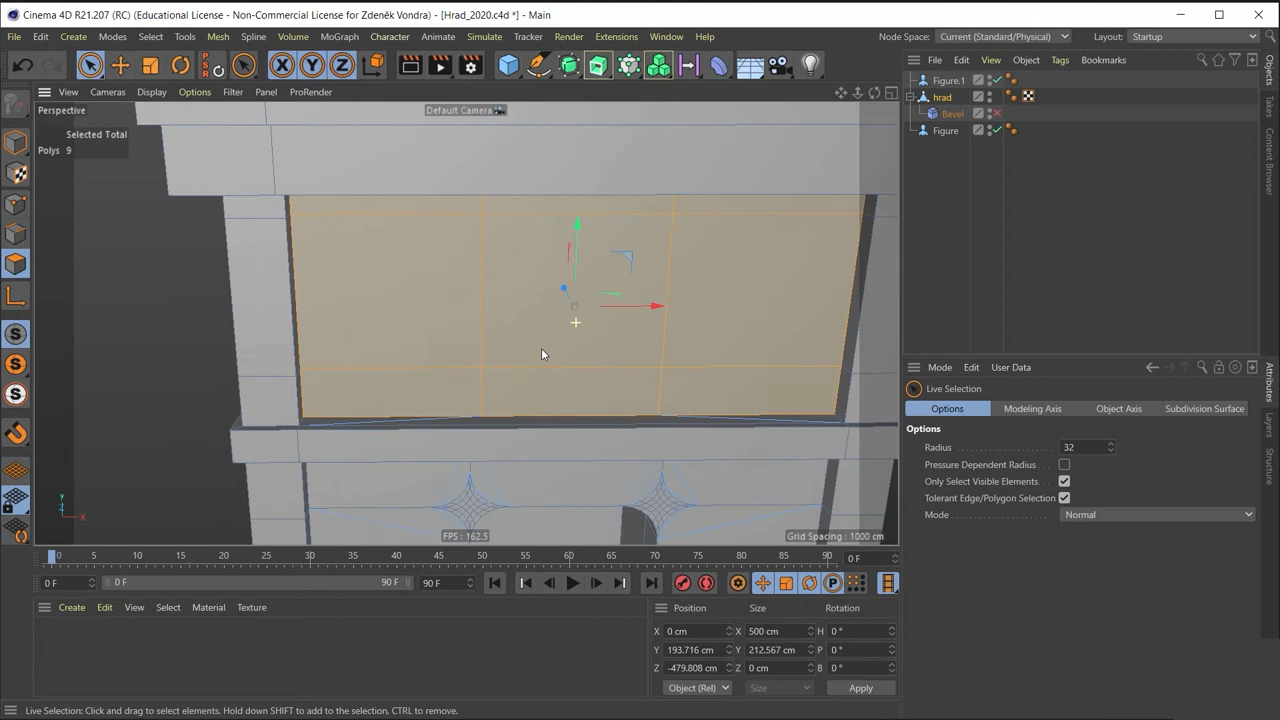 Cinema 4D R21.207 (RC) (Educational License - Non-Commercial License for Zdeněk Vondra) - [Hrad_2020.c4d *] - Main
File Edit Create Modes Select Tools Mesh Spline Volume MoGraph Character Animate Simulate Tracker Render Extensions Window Help
Node Space: Current (Standard/Physical) Layout: Startup
X Y Z
PSR
View Cameras Display Options Filter Panel ProRender
File Edit View Object Tags Bookmarks
Perspective
Default Camera
Selected Total
Polys 9
Figure.1
hrad
Bevel
Figure
Objects
Takes
Content Browser
Mode Edit User Data
Live Selection
Options Modeling Axis Object Axis Subdivision Surface
Options
Radius 32
Pressure Dependent Radius
Only Select Visible Elements
Tolerant Edge/Polygon Selection
Mode Normal
Attributes
Layers
Structure
S
S
S
Y
Z
X
FPS : 162.5
Grid Spacing : 1000 cm
0 5 10 15 20 25 30 35 40 45 50 55 60 65 70 75 80 85 90 0 F
0 F 0 F 90 F 90 F
P
Create Edit View Select Material Texture
Position Size Rotation
X 0 cm X 500 cm H 0 °
Y 193.716 cm Y 212.567 cm P 0 °
Z -479.808 cm Z 0 cm B 0 °
Object (Rel) Size Apply
Live Selection: Click and drag to select elements. Hold down SHIFT to add to the selection, CTRL to remove.